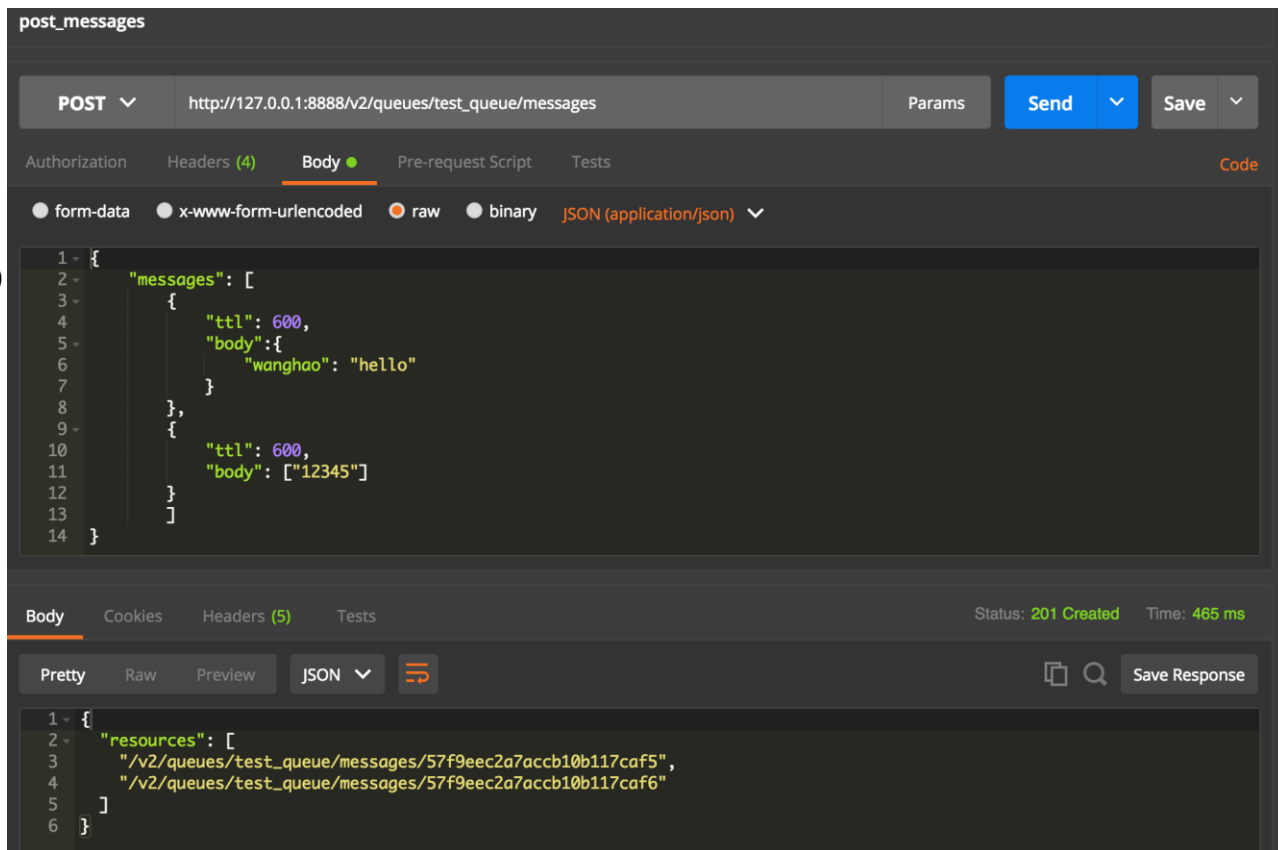 post_messages
POST http://127.0.0.1:8888/v2/queues/test_queue/messages Params Send Save
Authorization Headers (4) Body Pre-request Script Tests Code
form-data x-www-form-urlencoded raw binary JSON (application/json)
1 {
2 "messages": [
3 {
4 "ttl": 600,
5 "body":{
6 "wanghao": "hello"
7 }
8 },
9 {
10 "ttl": 600,
11 "body": ["12345"]
12 }
13 ]
14 }
Body Cookies Headers (5) Tests Status: 201 Created Time: 465 ms
Pretty Raw Preview JSON Save Response
1 {
2 "resources": [
3 "/v2/queues/test_queue/messages/57f9eec2a7accb10b117caf5",
4 "/v2/queues/test_queue/messages/57f9eec2a7accb10b117caf6"
5 ]
6 }